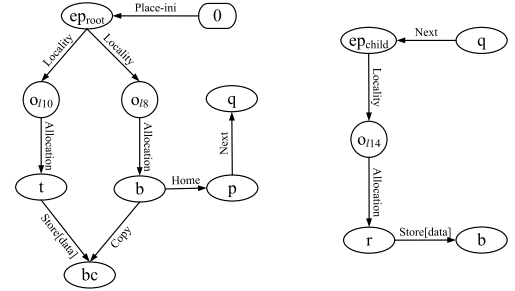 ep_root
Place-ini
0
Locality
Locality
o_l10
o_l8
Allocation
Allocation
t
b
Home
p
Next
q
Store[data]
Copy
bc
ep_child
Next
q
Locality
o_l14
Allocation
r
Store[data]
b